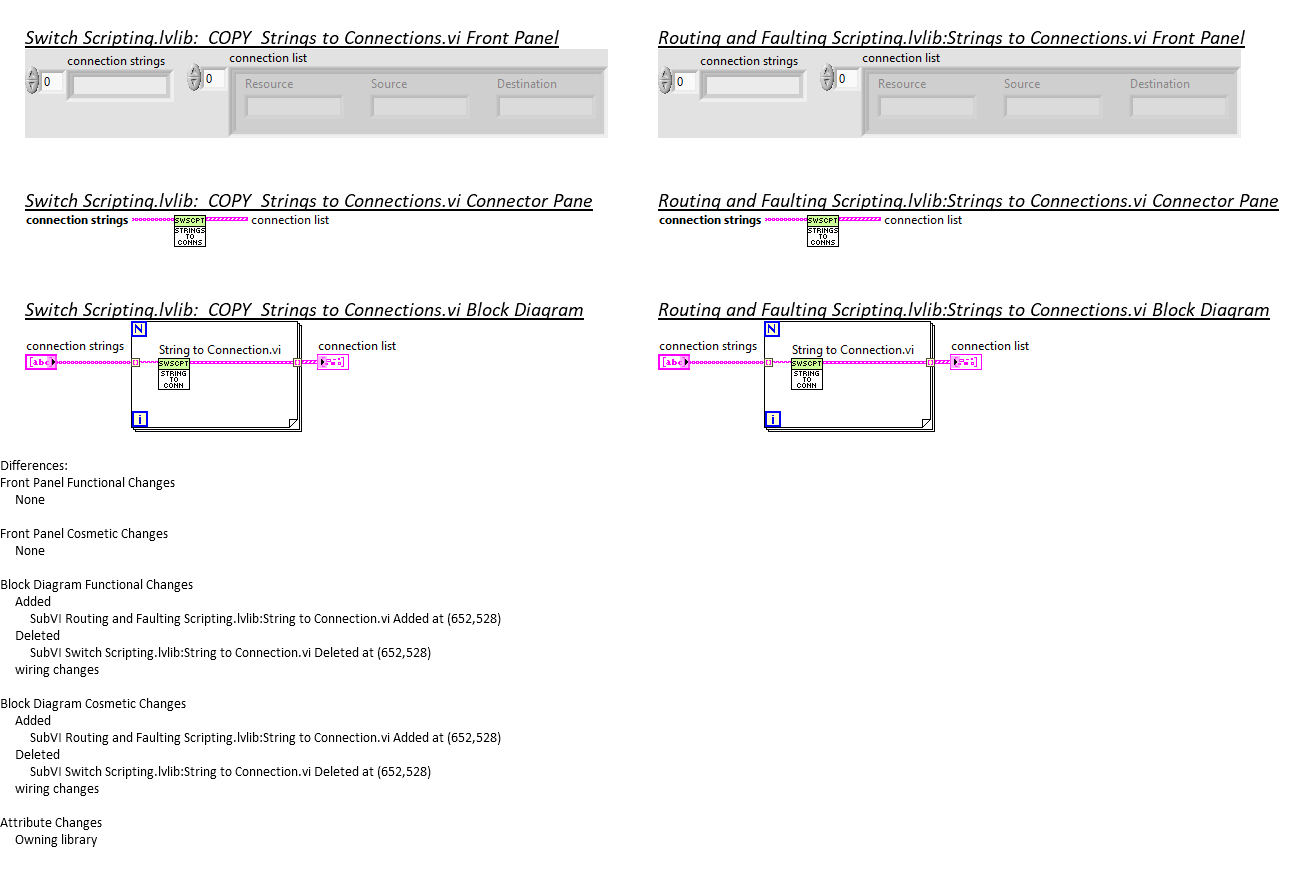 Switch Scripting.lvlib:  COPY  Strings to Connections.vi Front Panel
connection strings
0
connection list
0
Resource
Source
Destination
Routing and Faulting Scripting.lvlib:Strings to Connections.vi Front Panel
connection strings
0
connection list
0
Resource
Source
Destination
Switch Scripting.lvlib:  COPY  Strings to Connections.vi Connector Pane
connection strings
SWSCPT
STRINGS
TO
CONNS
connection list
Routing and Faulting Scripting.lvlib:Strings to Connections.vi Connector Pane
connection strings
SWSCPT
STRINGS
TO
CONNS
connection list
Switch Scripting.lvlib:  COPY  Strings to Connections.vi Block Diagram
N
connection strings
abc
String to Connection.vi
SWSCPT
STRING
TO
CONN
connection list
i
Routing and Faulting Scripting.lvlib:Strings to Connections.vi Block Diagram
N
connection strings
abc
String to Connection.vi
SWSCPT
STRING
TO
CONN
connection list
i
Differences:
Front Panel Functional Changes
None
Front Panel Cosmetic Changes
None
Block Diagram Functional Changes
Added
SubVI Routing and Faulting Scripting.lvlib:String to Connection.vi Added at (652,528)
Deleted
SubVI Switch Scripting.lvlib:String to Connection.vi Deleted at (652,528)
wiring changes
Block Diagram Cosmetic Changes
Added
SubVI Routing and Faulting Scripting.lvlib:String to Connection.vi Added at (652,528)
Deleted
SubVI Switch Scripting.lvlib:String to Connection.vi Deleted at (652,528)
wiring changes
Attribute Changes
Owning library